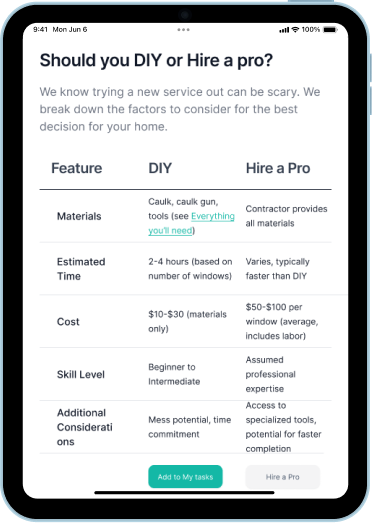 9:41 Mon Jun 6 100%
Should you DIY or Hire a pro?
We know trying a new service out can be scary. We
break down the factors to consider for the best
decision for your home.
Feature DIY Hire a Pro
Materials
Caulk, caulk gun,
tools (see Everything
you'll need)
Contractor provides
all materials
Estimated
Time
2-4 hours (based on
number of windows)
Varies, typically
faster than DIY
Cost
$10-$30 (materials
only)
$50-$100 per
window (average,
includes labor)
Skill Level
Beginner to
Intermediate
Assumed
professional
expertise
Additional
Considerati
ons
Mess potential, time
commitment
Access to
specialized tools,
potential for faster
completion
Add to My tasks
Hire a Pro